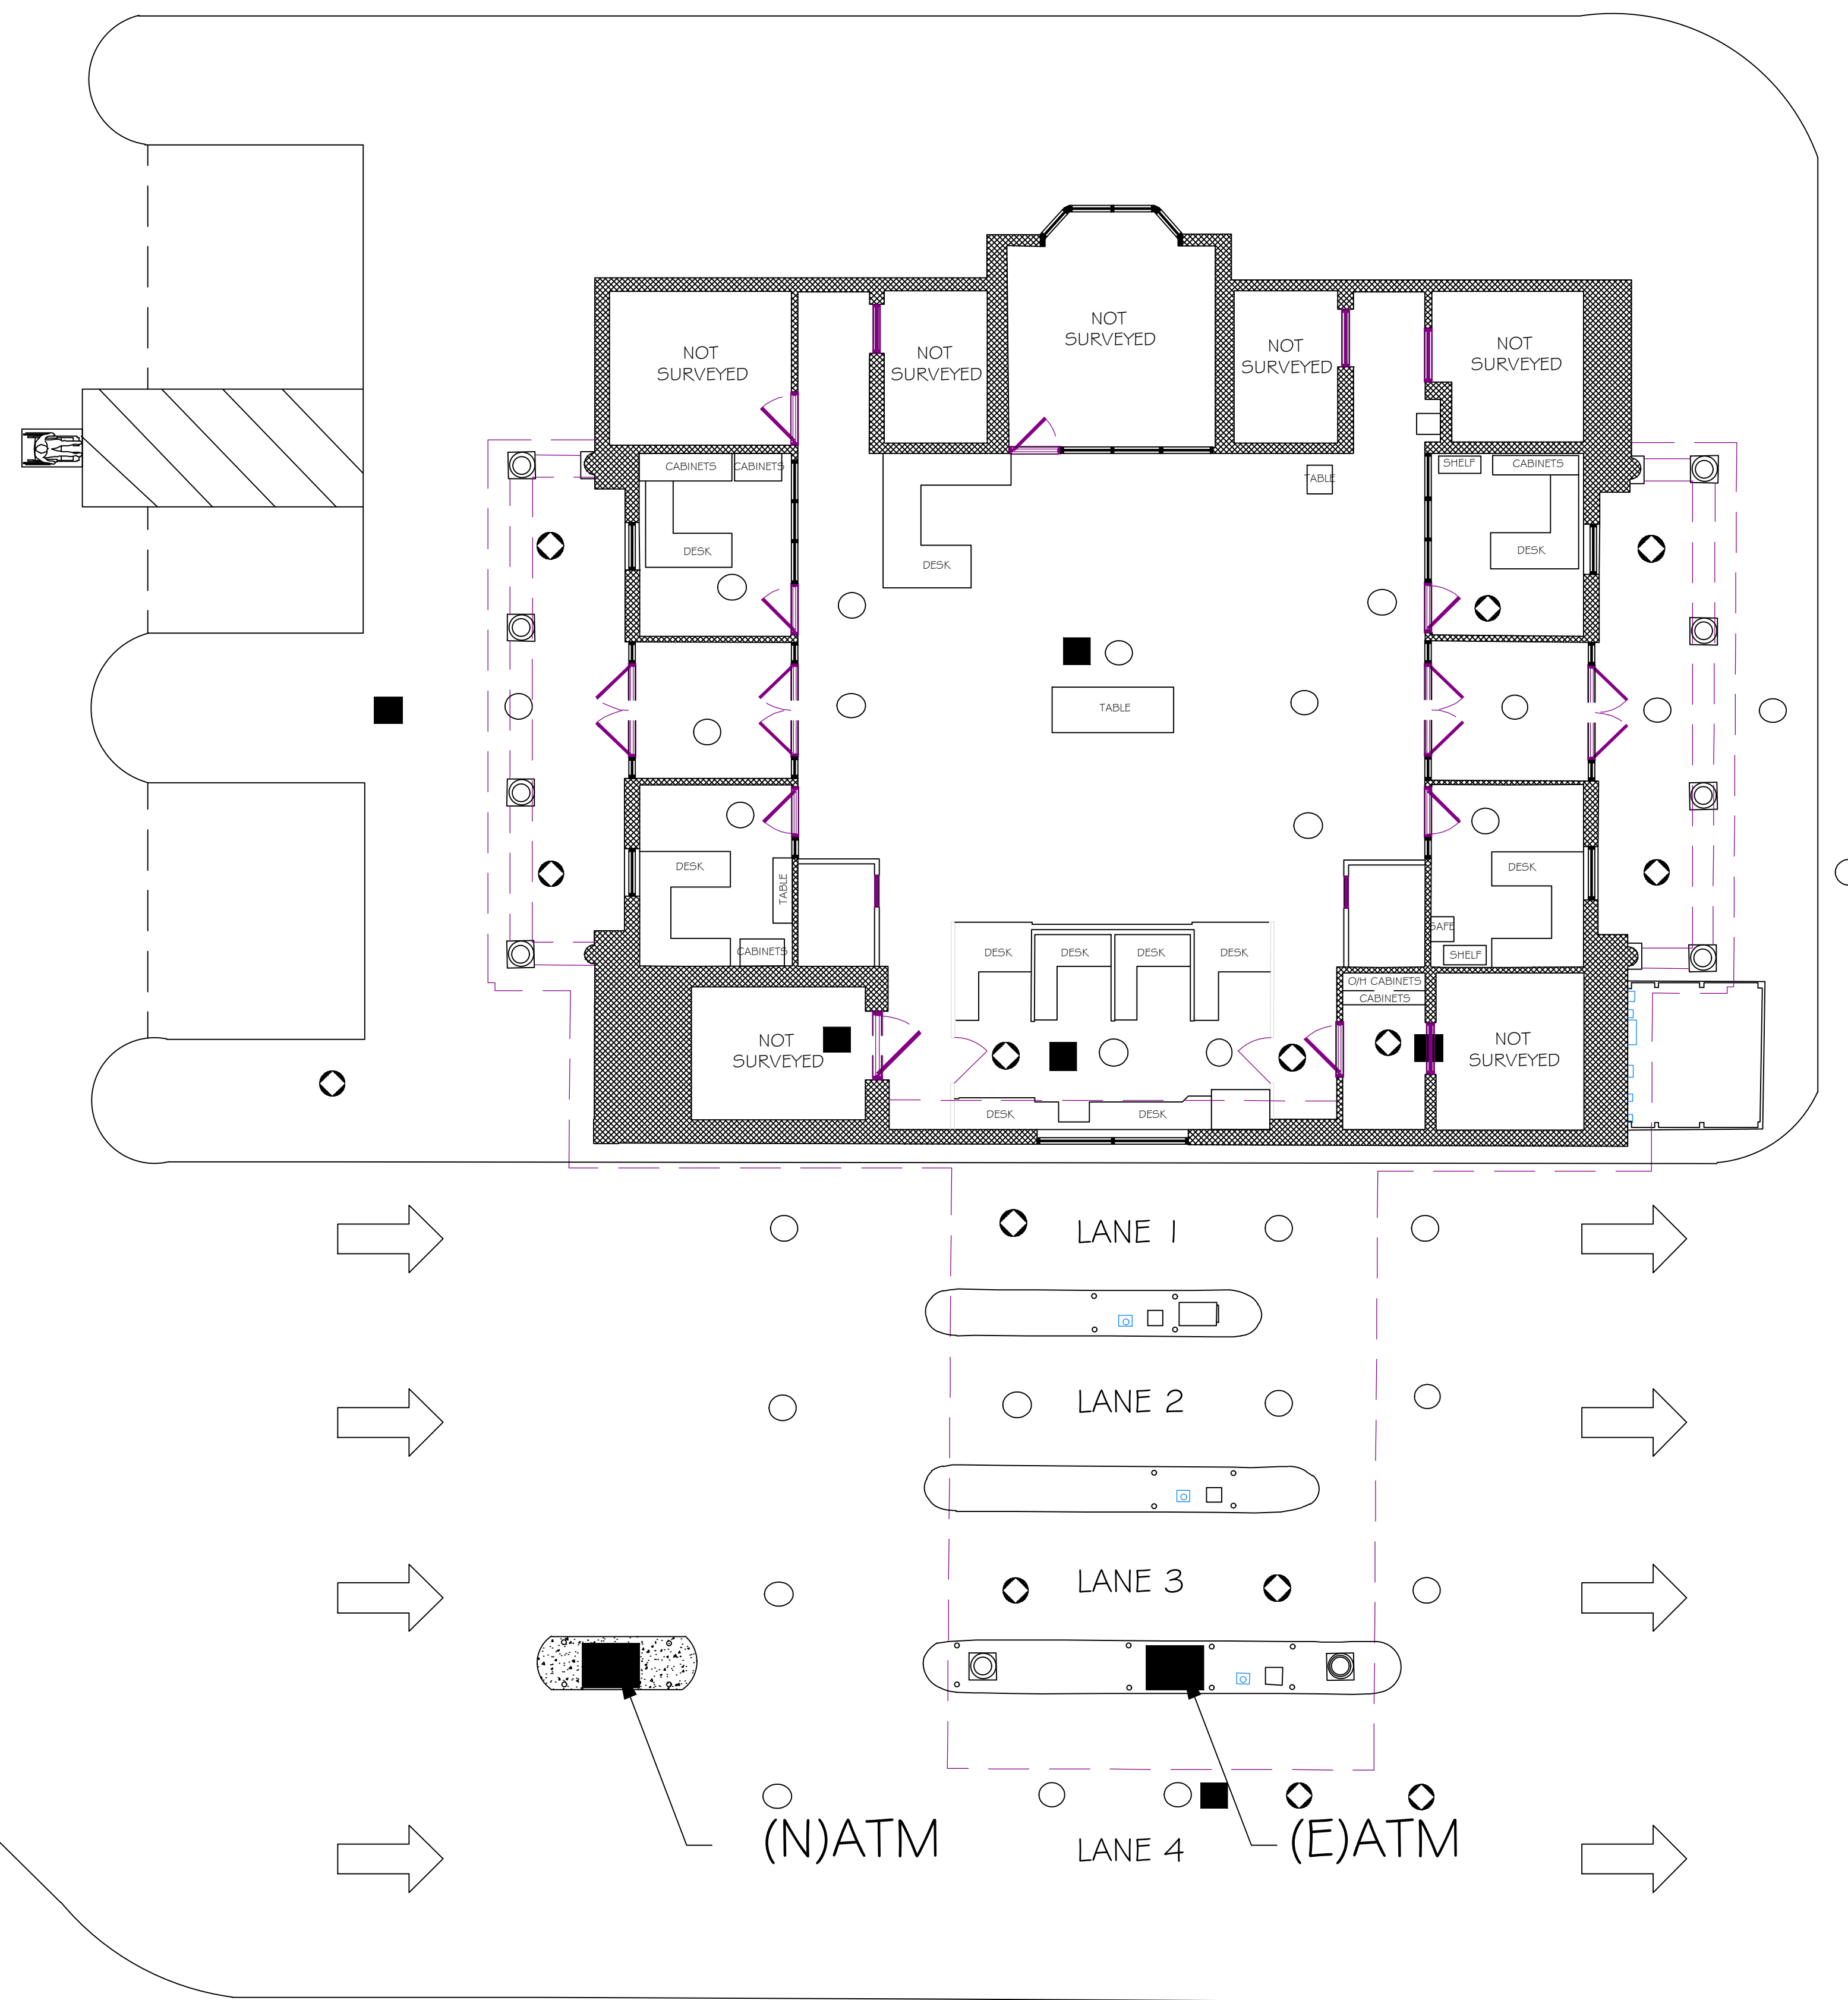 NOT
SURVEYED
NOT
SURVEYED
NOT
SURVEYED
NOT
SURVEYED
NOT
SURVEYED
CABINETS
CABINETS
DESK
DESK
TABLE
SHELF
CABINETS
DESK
TABLE
DESK
TABLE
CABINETS
DESK
SAFE
SHELF
DESK
DESK
DESK
DESK
O/H CABINETS
CABINETS
NOT
SURVEYED
NOT
SURVEYED
DESK
DESK
LANE 1
LANE 2
LANE 3
(N)ATM
LANE 4
(E)ATM